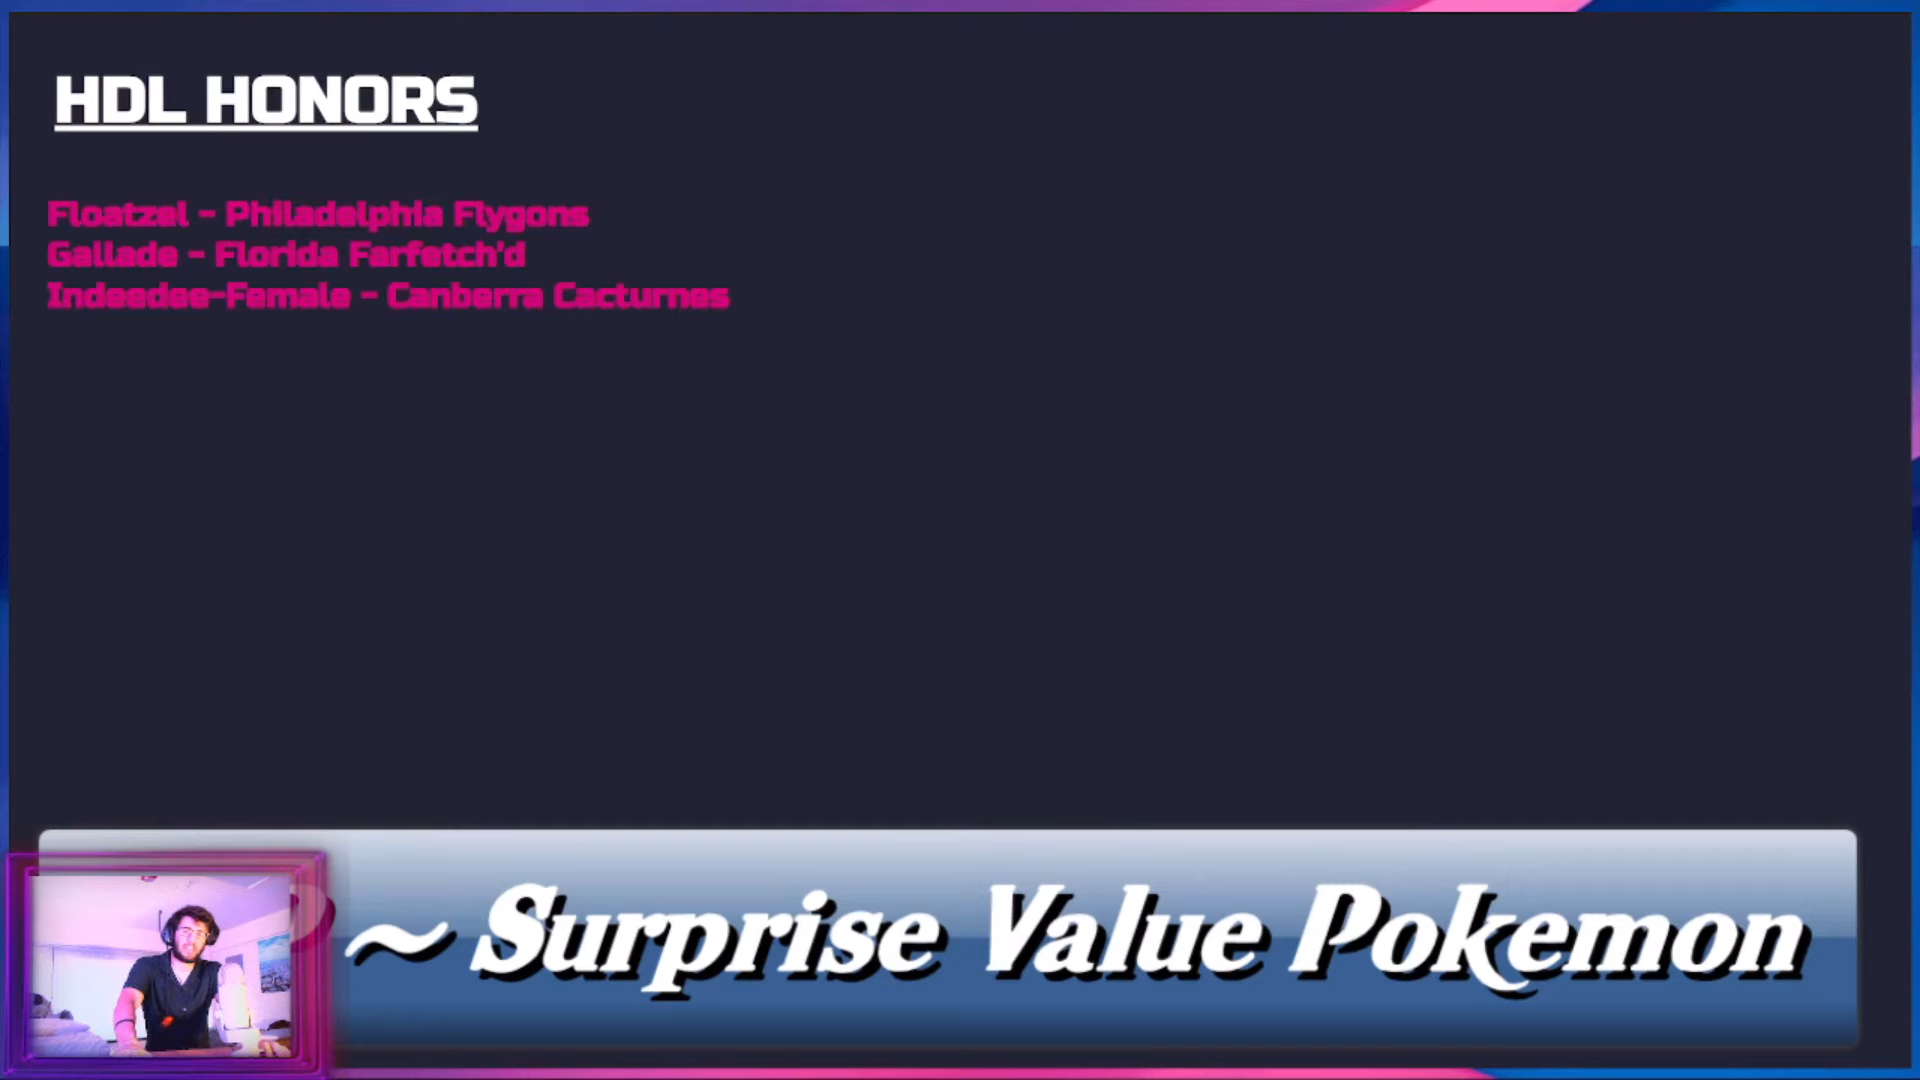 HDL HONORS
Floatzel - Philadelphia Flygons
Gallade - Florida Farfetch'd
Indeedee-Female - Canberra Cacturnes
~ Surprise Value Pokemon